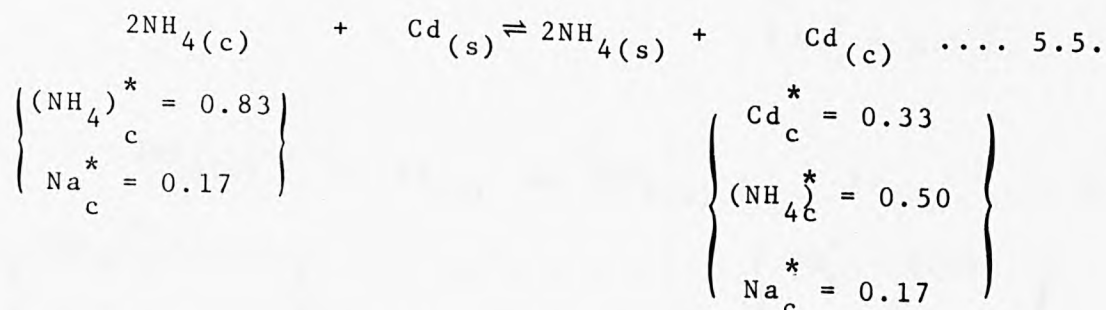 2NH4(c) + Cd(s) ⇌ 2NH4(s) + Cd(c) .... 5.5.
(NH4)*c = 0.83
Na*c = 0.17
Cd*c = 0.33
(NH4)*c = 0.50
Na*c = 0.17